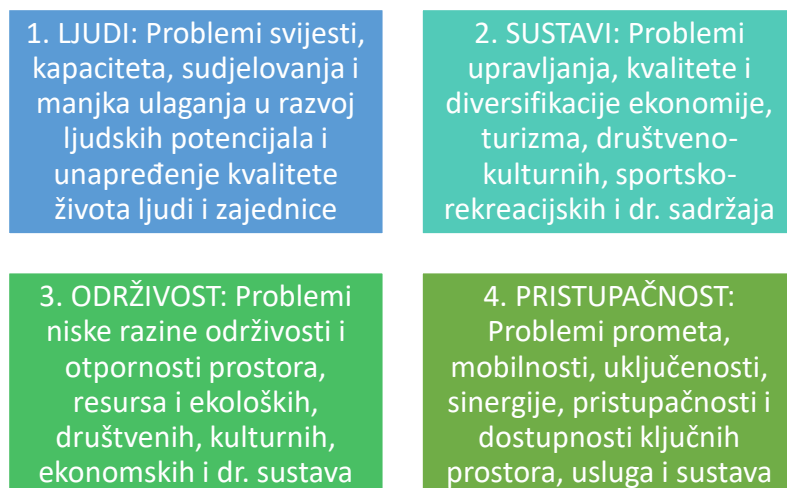 1. LJUDI: Problemi svijesti,
kapaciteta, sudjelovanja i
manjka ulaganja u razvoj
ljudskih potencijala i
unapređenje kvalitete
života ljudi i zajednice
2. SUSTAVI: Problemi
upravljanja, kvalitete i
diversifikacije ekonomije,
turizma, društveno-
kulturnih, sportsko-
rekreacijskih i dr. sadržaja
3. ODRŽIVOST: Problemi
niske razine održivosti i
otpornosti prostora,
resursa i ekoloških,
društvenih, kulturnih,
ekonomskih i dr. sustava
4. PRISTUPAČNOST:
Problemi prometa,
mobilnosti, uključenosti,
sinergije, pristupačnosti i
dostupnosti ključnih
prostora, usluga i sustava